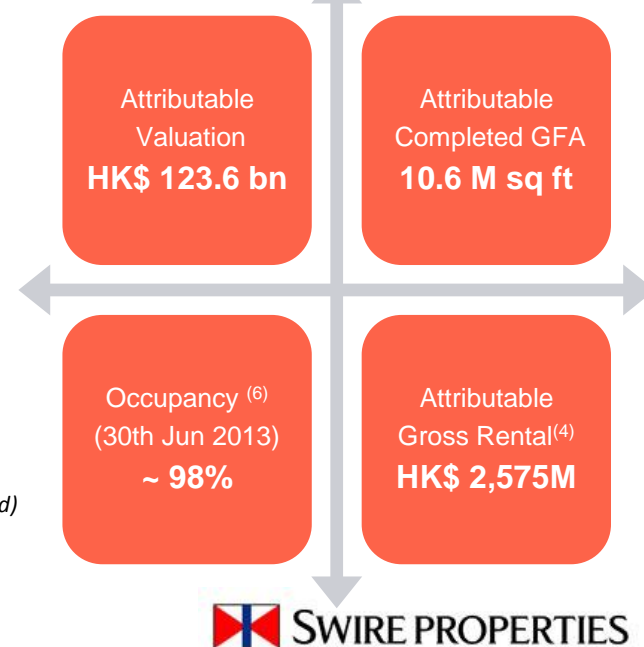 Attributable
Valuation
HK$ 123.6 bn
Attributable
Completed GFA
10.6 M sq ft
Occupancy (6)
(30th Jun 2013)
~ 98%
Attributable
Gross Rental(4)
HK$ 2,575M
d)
SWIRE PROPERTIES